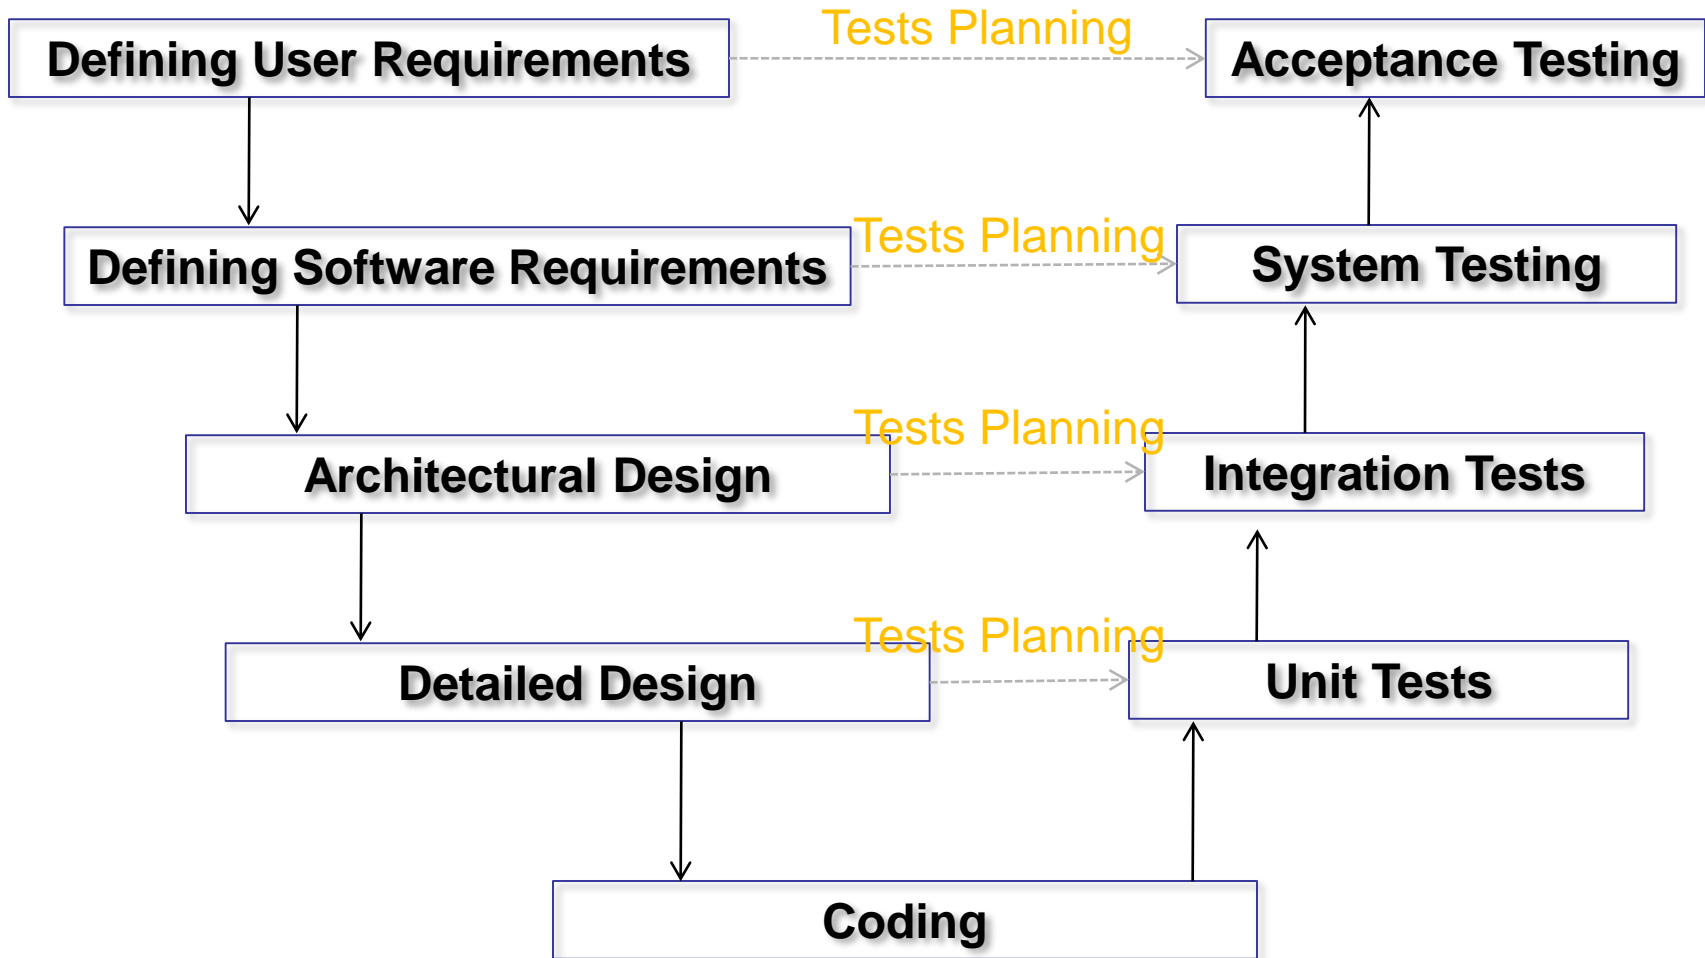 Defining User Requirements
Tests Planning
Acceptance Testing
Defining Software Requirements
Tests Planning
System Testing
Architectural Design
Tests Planning
Integration Tests
Detailed Design
Tests Planning
Unit Tests
Coding